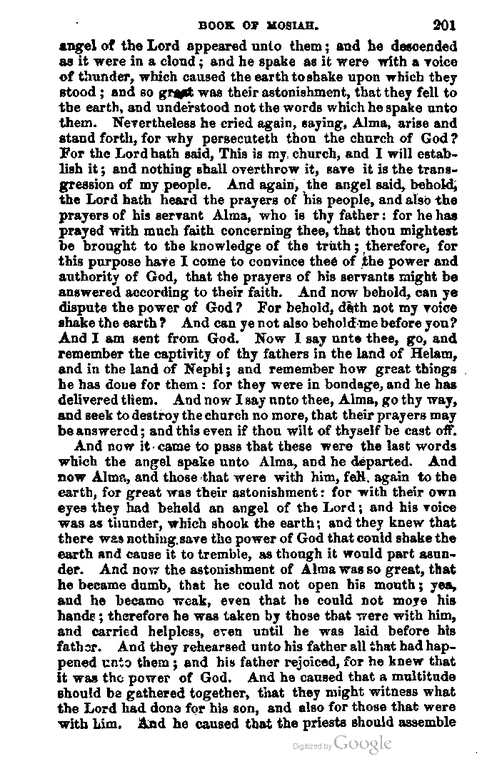 BOOK OF MOSIAH. 201
angel of the Lord appeared unto them; and he descended
as it were in a cloud; and he spake as it were with a voice
of thunder, which caused the earth to shake upon which they
stood; and so great was their astonishment, that they fell to
the earth, and understood not the words which he spake unto
them. Nevertheless he cried again, saying, Alma, arise and
stand forth, for why persecuteth thou the church of God?
For the Lord hath said, This is my church, and I will estab-
lish it; and nothing shall overthrow it, save it is the trans-
gression of my people. And again, the angel said, behold,
the Lord hath heard the prayers of his people, and also the
prayers of his servant Alma, who is thy father: for he has
prayed with much faith concerning thee, that thou mightest
be brought to the knowledge of the truth; therefore, for
this purpose have I come to convince thee of the power and
authority of God, that the prayers of his servants might be
answered according to their faith. And now behold, can ye
dispute the power of God? For behold, doth not my voice
shake the earth? And can ye not also behold me before you?
And I am sent from God. Now I say unto thee, go, and
remember the captivity of thy fathers in the land of Helam,
and in the land of Nephi; and remember how great things
he has done for them: for they were in bondage, and he has
delivered them. And now I say unto thee, Alma, go thy way,
and seek to destroy the church no more, that their prayers may
be answered; and this even if thou wilt of thyself be cast off.
And now it came to pass that these were the last words
which the angel spake unto Alma, and he departed. And
now Alma, and those that were with him, fell again to the
earth, for great was their astonishment: for with their own
eyes they had beheld an angel of the Lord; and his voice
was as thunder, which shook the earth; and they knew that
there was nothing save the power of God that could shake the
earth and cause it to tremble, as though it would part asun-
der. And now the astonishment of Alma was so great, that
he became dumb, that he could not open his mouth; yea,
and he became weak, even that he could not move his
hands; therefore he was taken by those that were with him,
and carried helpless, even until he was laid before his
father. And they rehearsed unto his father all that had hap-
pened unto them; and his father rejoiced, for he knew that
it was the power of God. And he caused that a multitude
should be gathered together, that they might witness what
the Lord had done for his son, and also for those that were
with him. And he caused that the priests should assemble
Digitized by Google